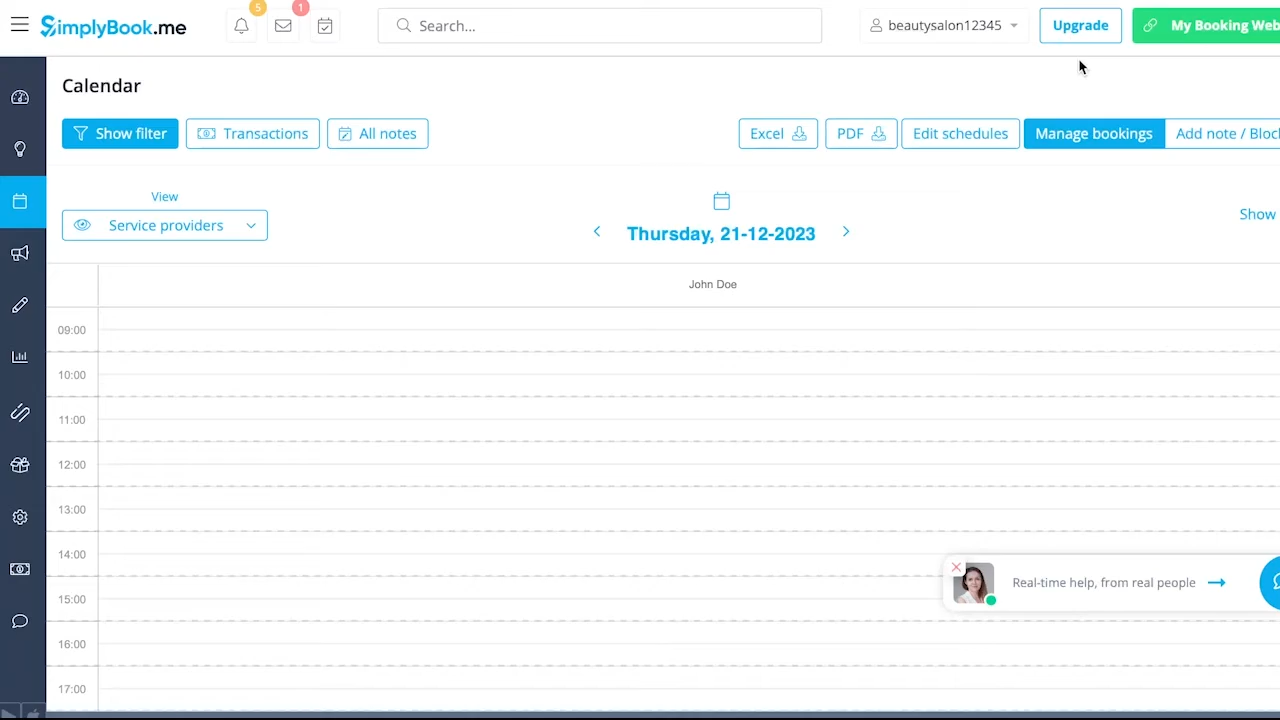 SimplyBook.me
5
1
Search...
beautysalon12345
Upgrade
My Booking Web
Calendar
Show filter
Transactions
All notes
Excel
PDF
Edit schedules
Manage bookings
Add note / Bloc
View
Service providers
Thursday, 21-12-2023
Show
John Doe
09:00
10:00
11:00
12:00
13:00
14:00
Real-time help, from real people
15:00
16:00
17:00